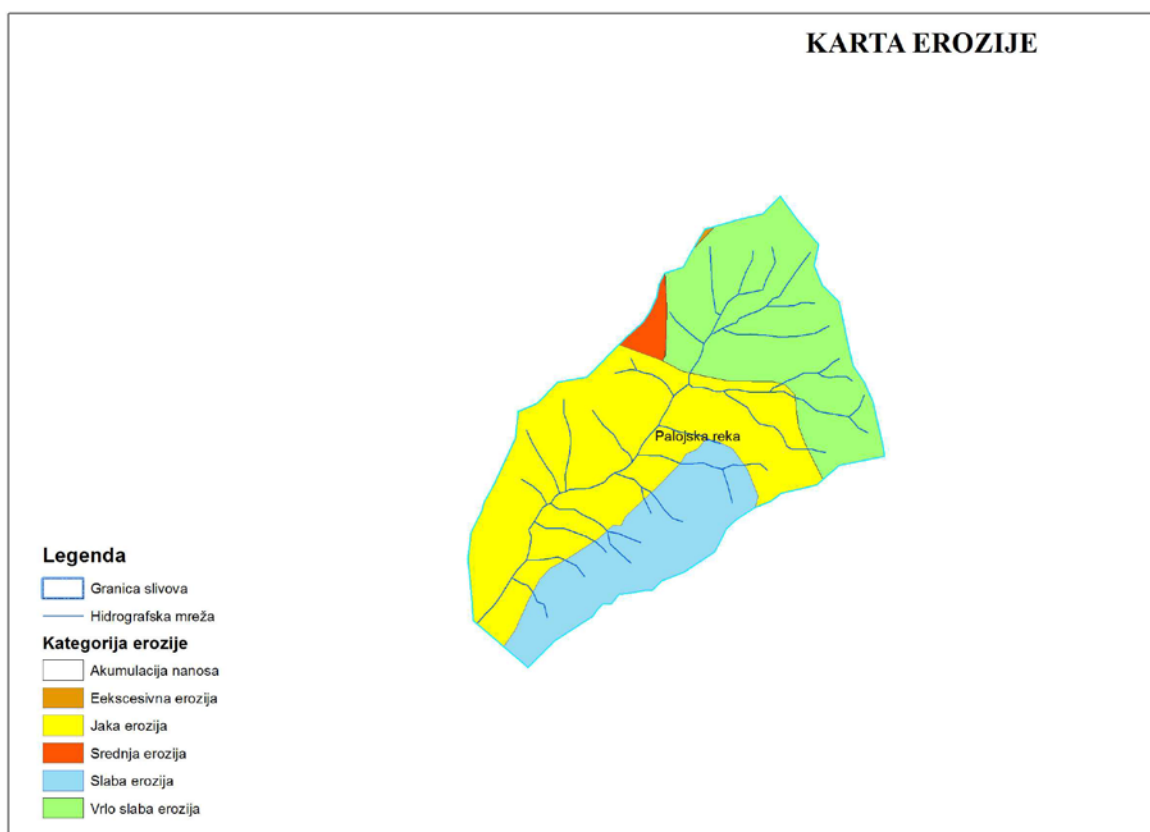 KARTA EROZIJE
Palojska reka
Legenda
Granica slivova
Hidrografska mreža
Kategorija erozije
Akumulacija nanosa
Eekscesivna erozija
Jaka erozija
Srednja erozija
Slaba erozija
Vrlo slaba erozija